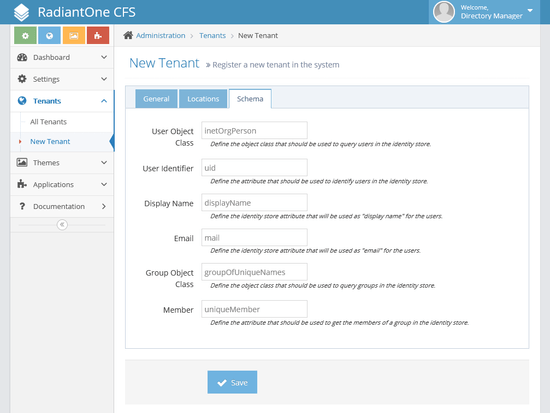 RadiantOne CFS
Welcome,
Directory Manager
Administration > Tenants > New Tenant
Dashboard
Settings
Tenants
All Tenants
New Tenant
Themes
Applications
Documentation
New Tenant » Register a new tenant in the system
General Locations Schema
User Object Class inetOrgPerson
Define the object class that should be used to query users in the identity store.
User Identifier uid
Define the attribute that should be used to identify users in the identity store.
Display Name displayName
Define the identity store attribute that will be used as "display name" for the users.
Email mail
Define the identity store attribute that will be used as "email" for the users.
Group Object Class groupOfUniqueNames
Define the object class that should be used to query groups in the identity store.
Member uniqueMember
Define the attribute that should be used to get the members of a group in the identity store.
Save